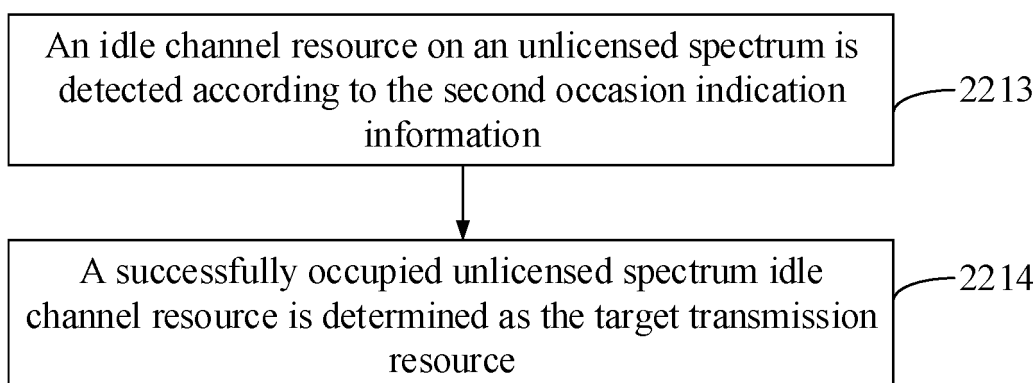 An idle channel resource on an unlicensed spectrum is
detected according to the second occasion indication
information
2213
A successfully occupied unlicensed spectrum idle
channel resource is determined as the target transmission
resource
2214